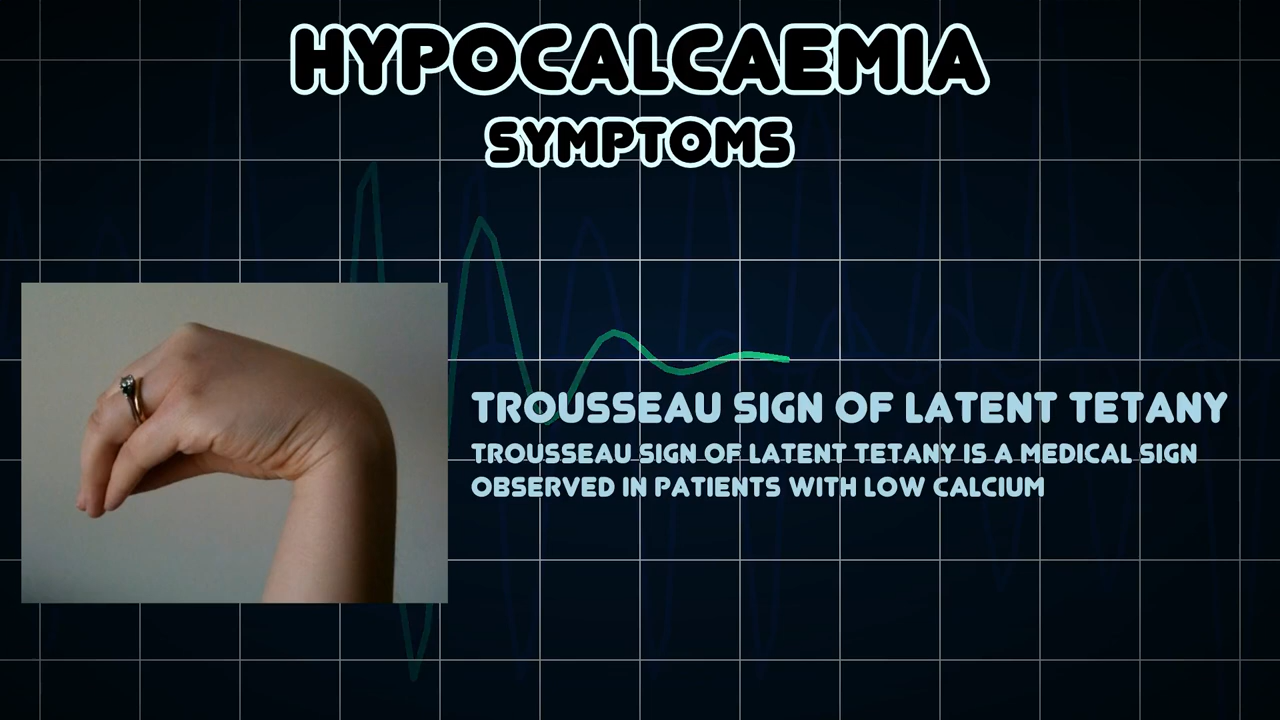 HYPOCALCAEMIA
SYMPTOMS
TROUSSEAU SIGN OF LATENT TETANY
TROUSSEAU SIGN OF LATENT TETANY IS A MEDICAL SIGN
OBSERVED IN PATIENTS WITH LOW CALCIUM